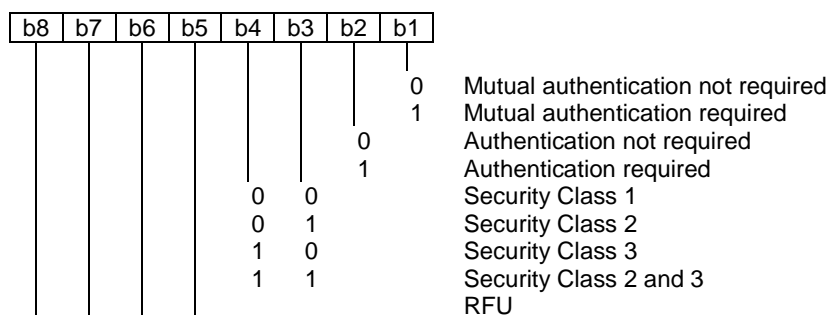 b8 b7 b6 b5 b4 b3 b2 b1
0 Mutual authentication not required
1 Mutual authentication required
0 Authentication not required
1 Authentication required
0 0 Security Class 1
0 1 Security Class 2
1 0 Security Class 3
1 1 Security Class 2 and 3
RFU